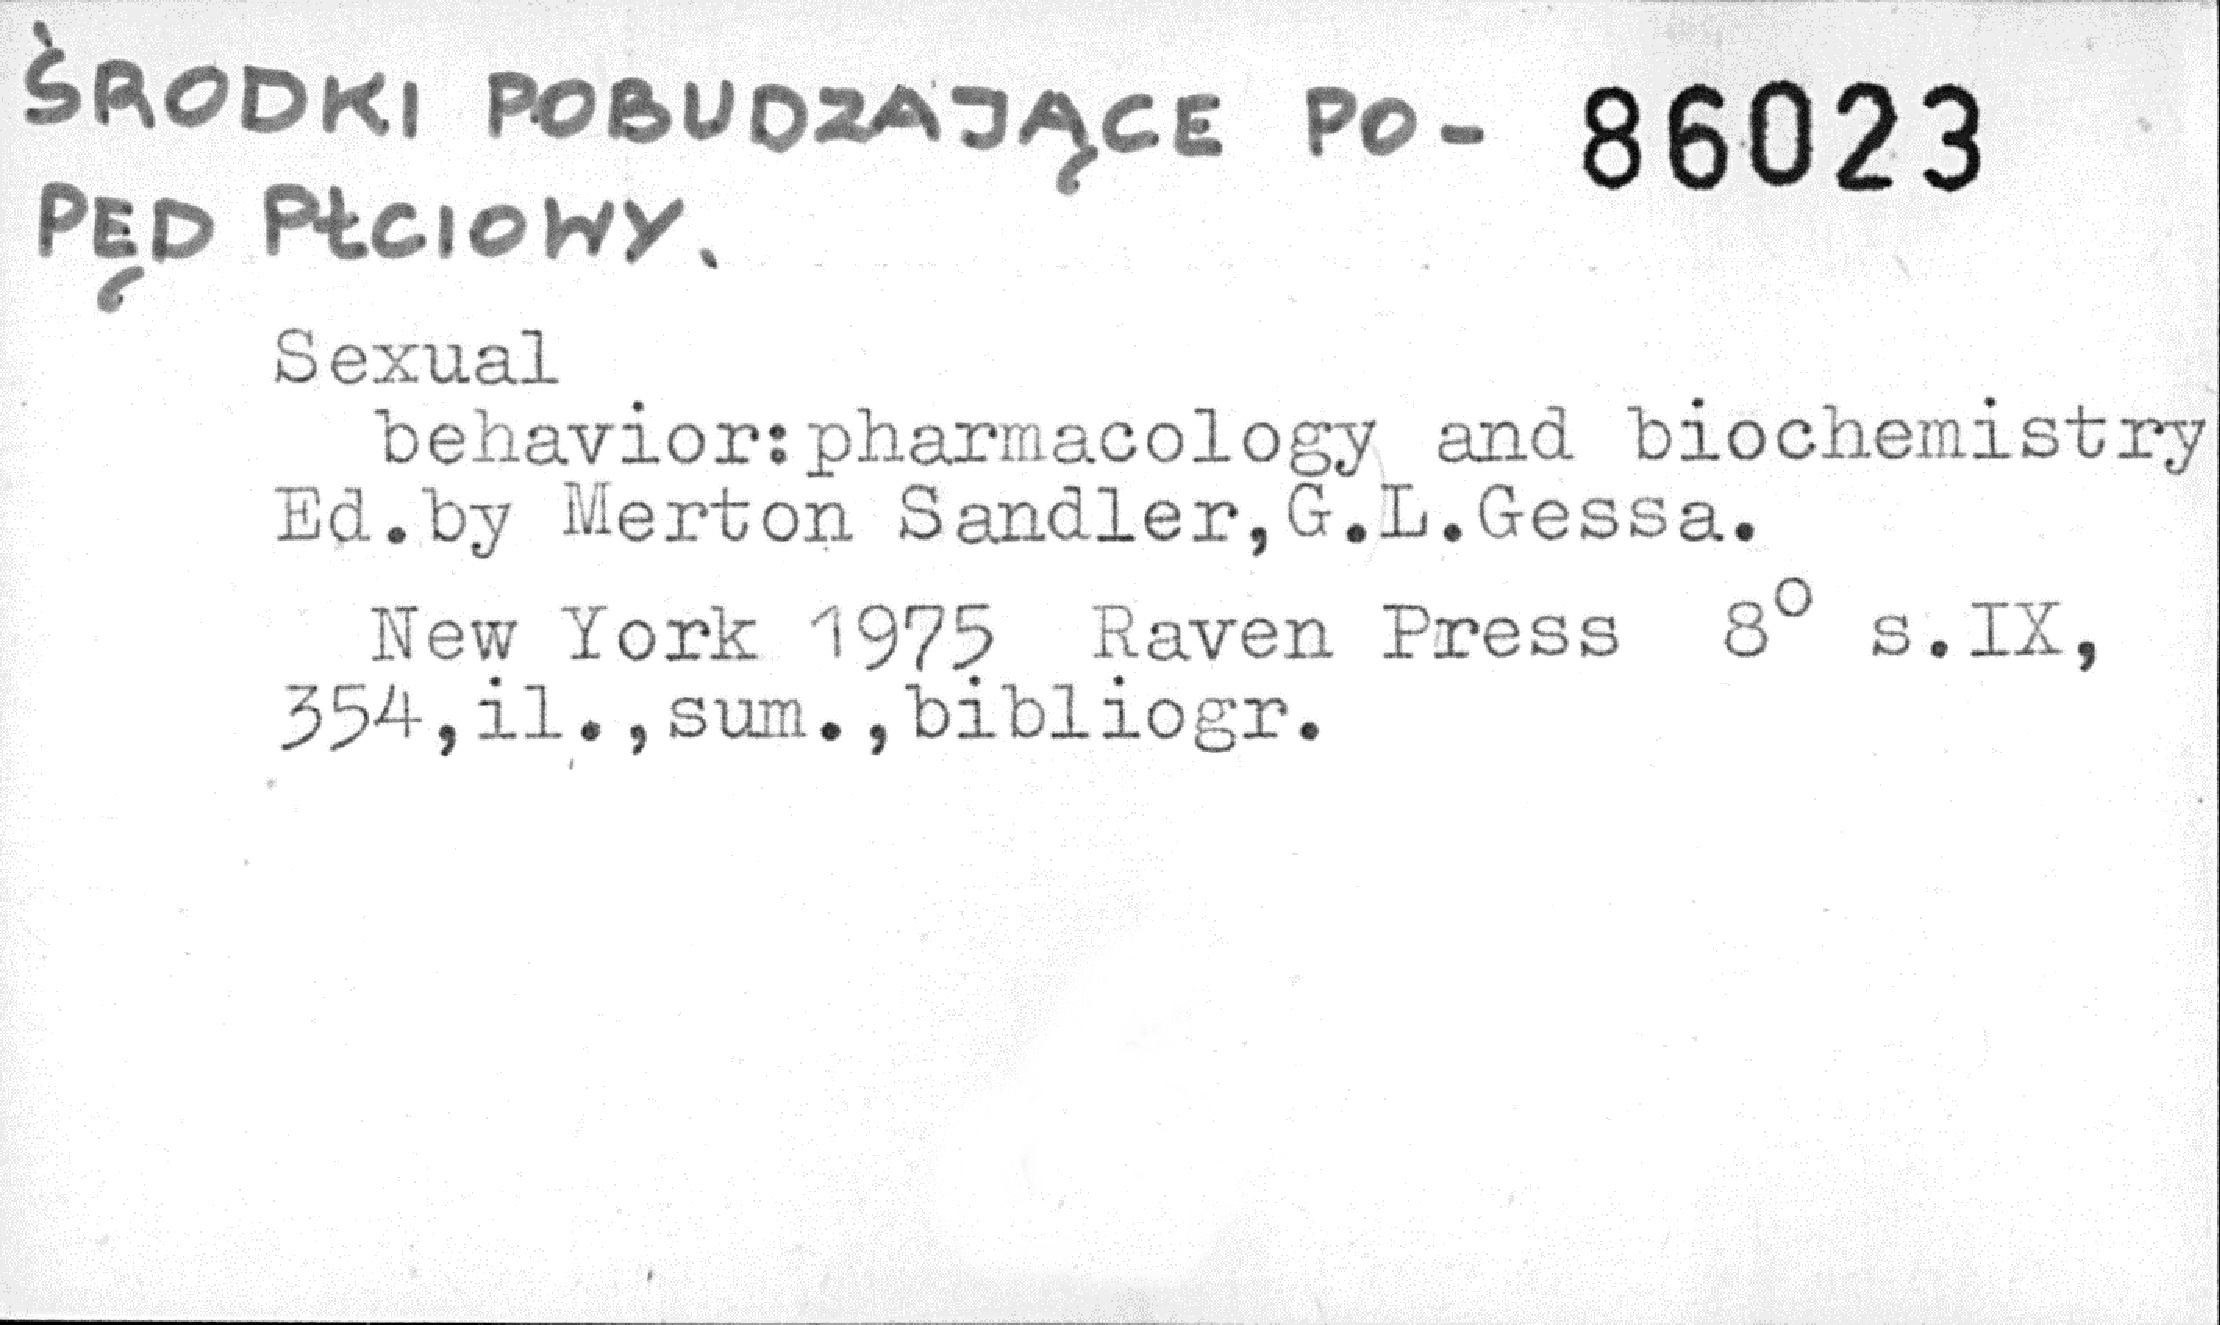 ŚRODKI POBUDZAJĄCE PO- 86023
PĘD PŁCIOWY.
Sexual
behavior:pharmacology and biochemistry
Ed.by Merton Sandler,G.L.Gessa.
New York 1975 Raven Press 8⁰ s.IX,
354,il.,sum.,bibliogr.